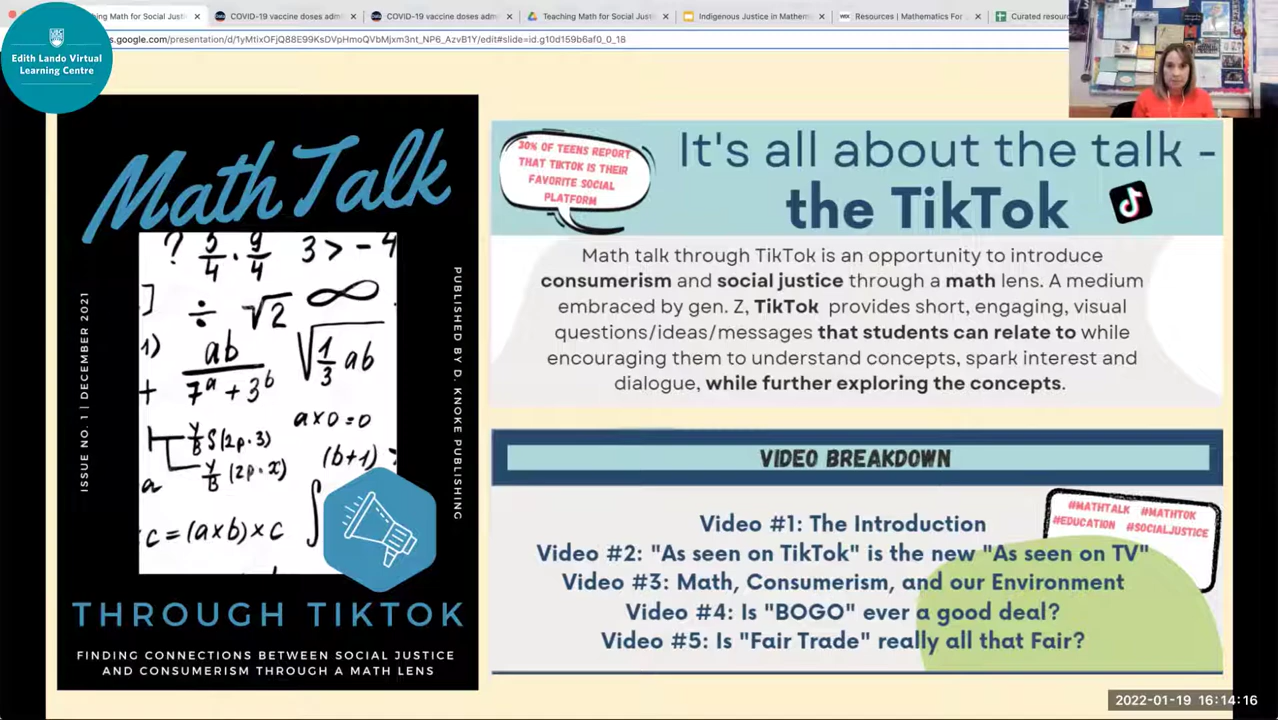 ching Math for Social Justi
COVID-19 vaccine doses admi
COVID-19 vaccine doses adm
Teaching Math for Social Just
Indigenous Justice in Mathem
Resources | Mathematics For
Curated resour
s.google.com/presentation/d/1yMtixOFjQ88E99KsDVpHmoQVbMjxm3nt_NP6_AzvB1Y/edit#slide=id.g10d159b6af0_0_18
UBC
Edith Lando Virtual
Learning Centre
Math Talk
? 5/4 · 9/4 3 > - 4
÷ √2 ∞
1) ab √1/3 ab
+ 7ª + 3ᵇ
a x 0 = 0
S(2p · 3)
(b+1)
(2p · x)
a
c = (a x b) x c ∫
ISSUE NO. 1 | DECEMBER 2021
PUBLISHED BY D. KNOKE PUBLISHING
THROUGH TIKTOK
FINDING CONNECTIONS BETWEEN SOCIAL JUSTICE
AND CONSUMERISM THROUGH A MATH LENS
30% OF TEENS REPORT
THAT TIKTOK IS THEIR
FAVORITE SOCIAL
PLATFORM
It's all about the talk -
the TikTok
Math talk through TikTok is an opportunity to introduce
consumerism and social justice through a math lens. A medium
embraced by gen. Z, TikTok provides short, engaging, visual
questions/ideas/messages that students can relate to while
encouraging them to understand concepts, spark interest and
dialogue, while further exploring the concepts.
VIDEO BREAKDOWN
#MATHTALK #MATHTOK
#EDUCATION #SOCIALJUSTICE
Video #1: The Introduction
Video #2: "As seen on TikTok" is the new "As seen on TV"
Video #3: Math, Consumerism, and our Environment
Video #4: Is "BOGO" ever a good deal?
Video #5: Is "Fair Trade" really all that Fair?
2022-01-19 16:14:16